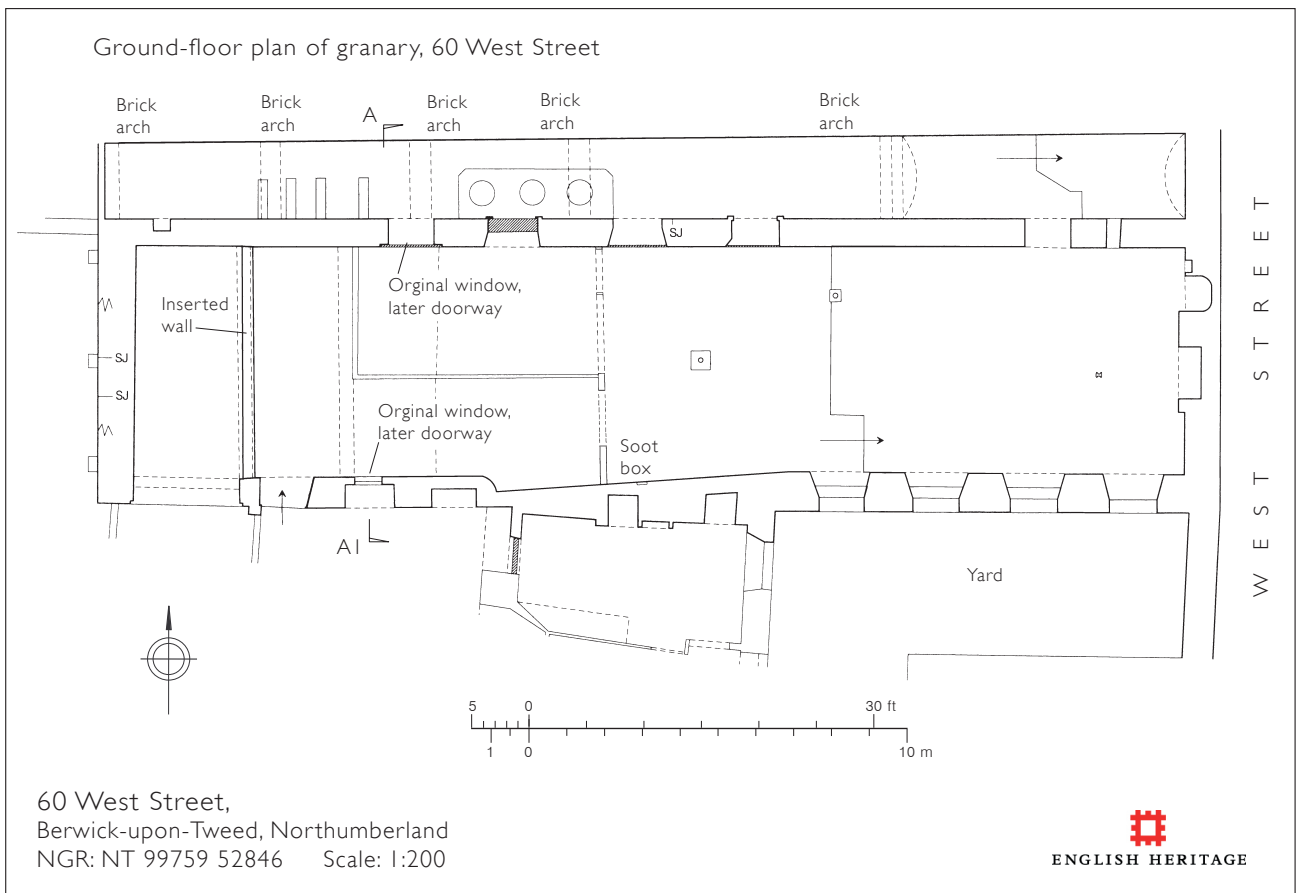 Ground-floor plan of granary, 60 West Street
Brick
arch
Brick
arch
A
Brick
arch
Brick
arch
Brick
arch
SJ
Orginal window,
later doorway
Inserted
wall
SJ
SJ
Orginal window,
later doorway
Soot
box
A1
Yard
WEST STREET
5 0 30 ft
1 0 10 m
60 West Street,
Berwick-upon-Tweed, Northumberland
NGR: NT 99759 52846 Scale: 1:200
ENGLISH HERITAGE